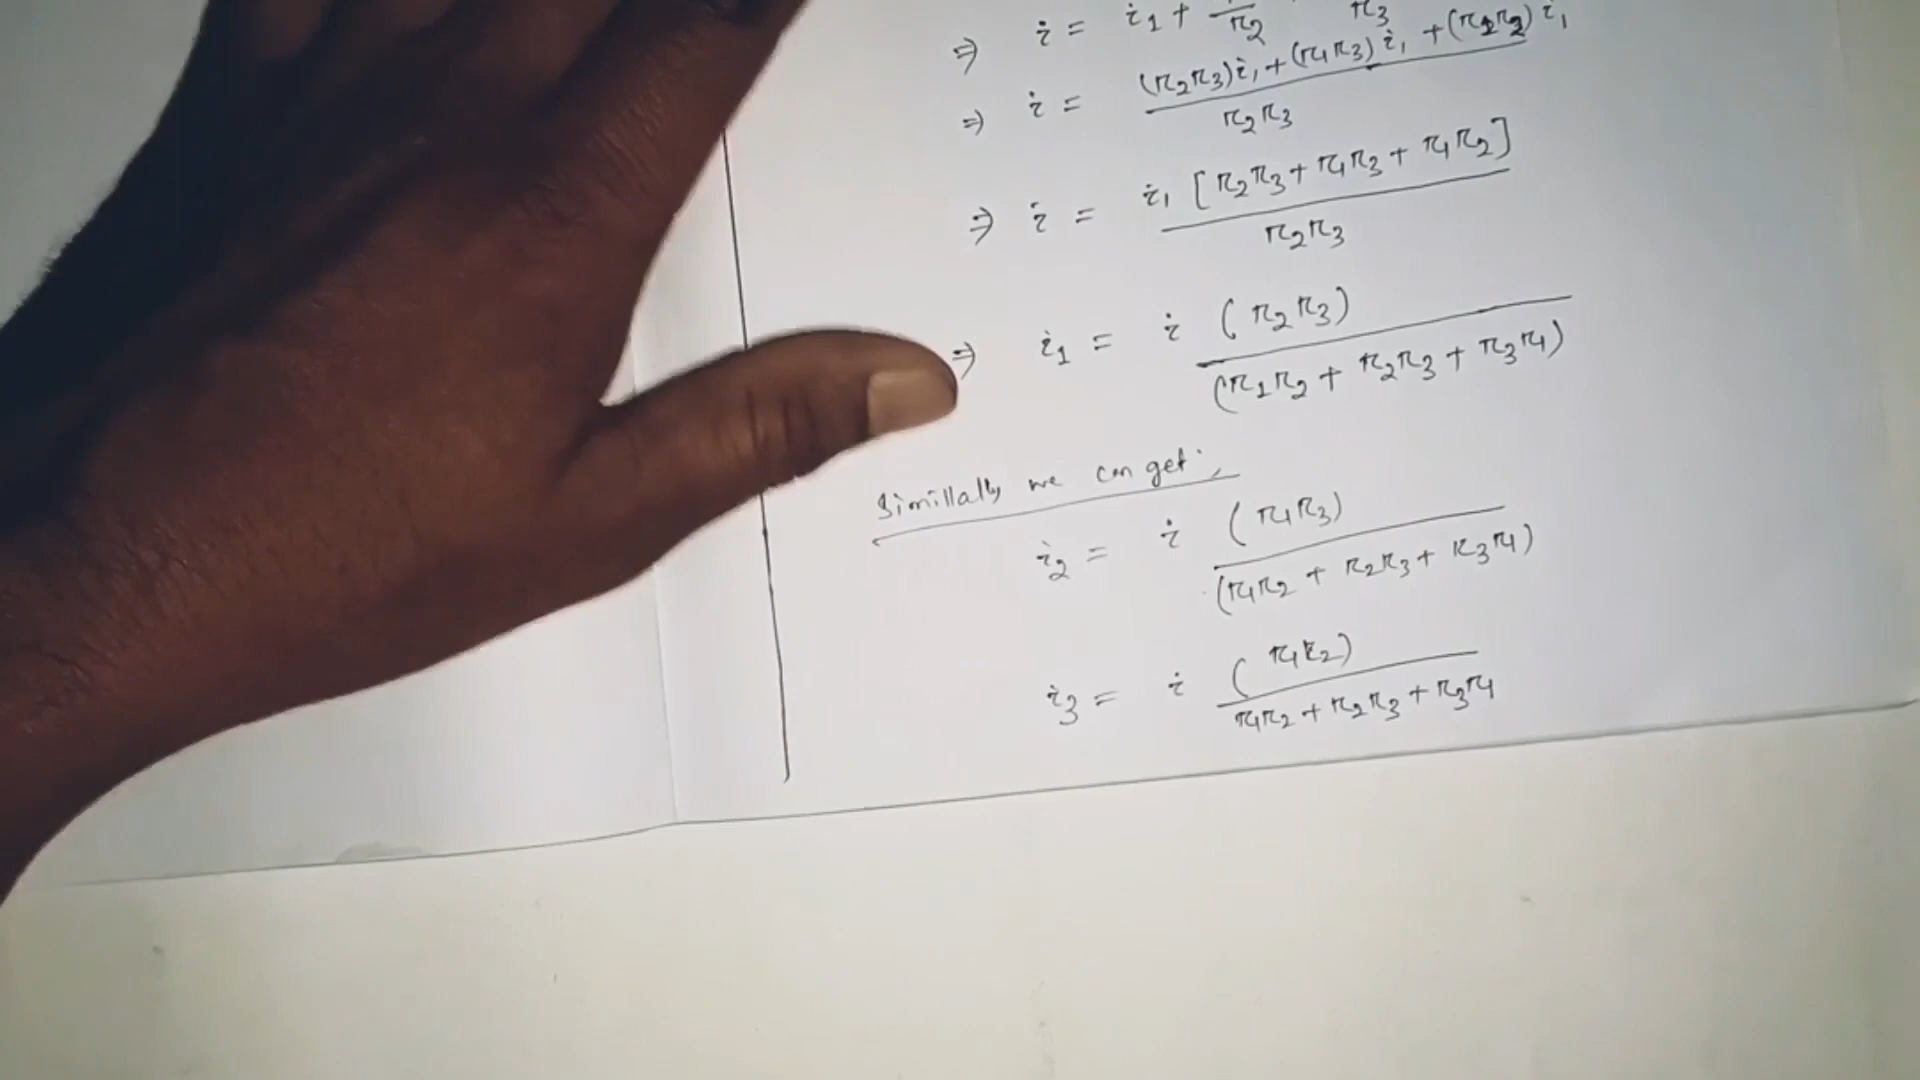 ⇒ i = i1 + r2 r3
⇒ i = (r2r3)i1 + (r1r3)i1 + (r1r2)i1 / r2r3
⇒ i = i1 [r2r3 + r1r3 + r1r2] / r2r3
⇒ i1 = i (r2r3) / (r1r2 + r2r3 + r3r1)
Simillally we can get,
i2 = i (r1r3) / (r1r2 + r2r3 + r3r1)
i3 = i (r1r2) / r1r2 + r2r3 + r3r1